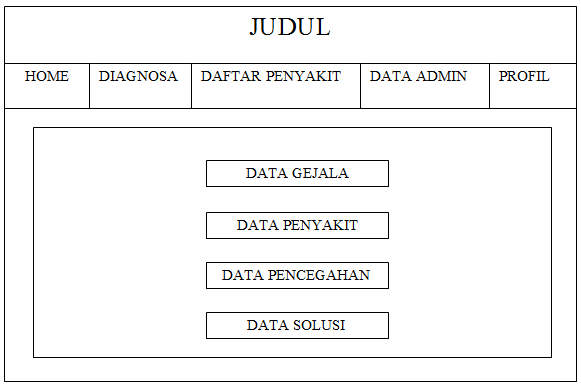 JUDUL
HOME DIAGNOSA DAFTAR PENYAKIT DATA ADMIN PROFIL
DATA GEJALA
DATA PENYAKIT
DATA PENCEGAHAN
DATA SOLUSI